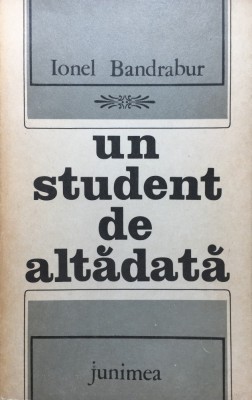 Ionel Bandrabur
un
student
de
altădată
junimea